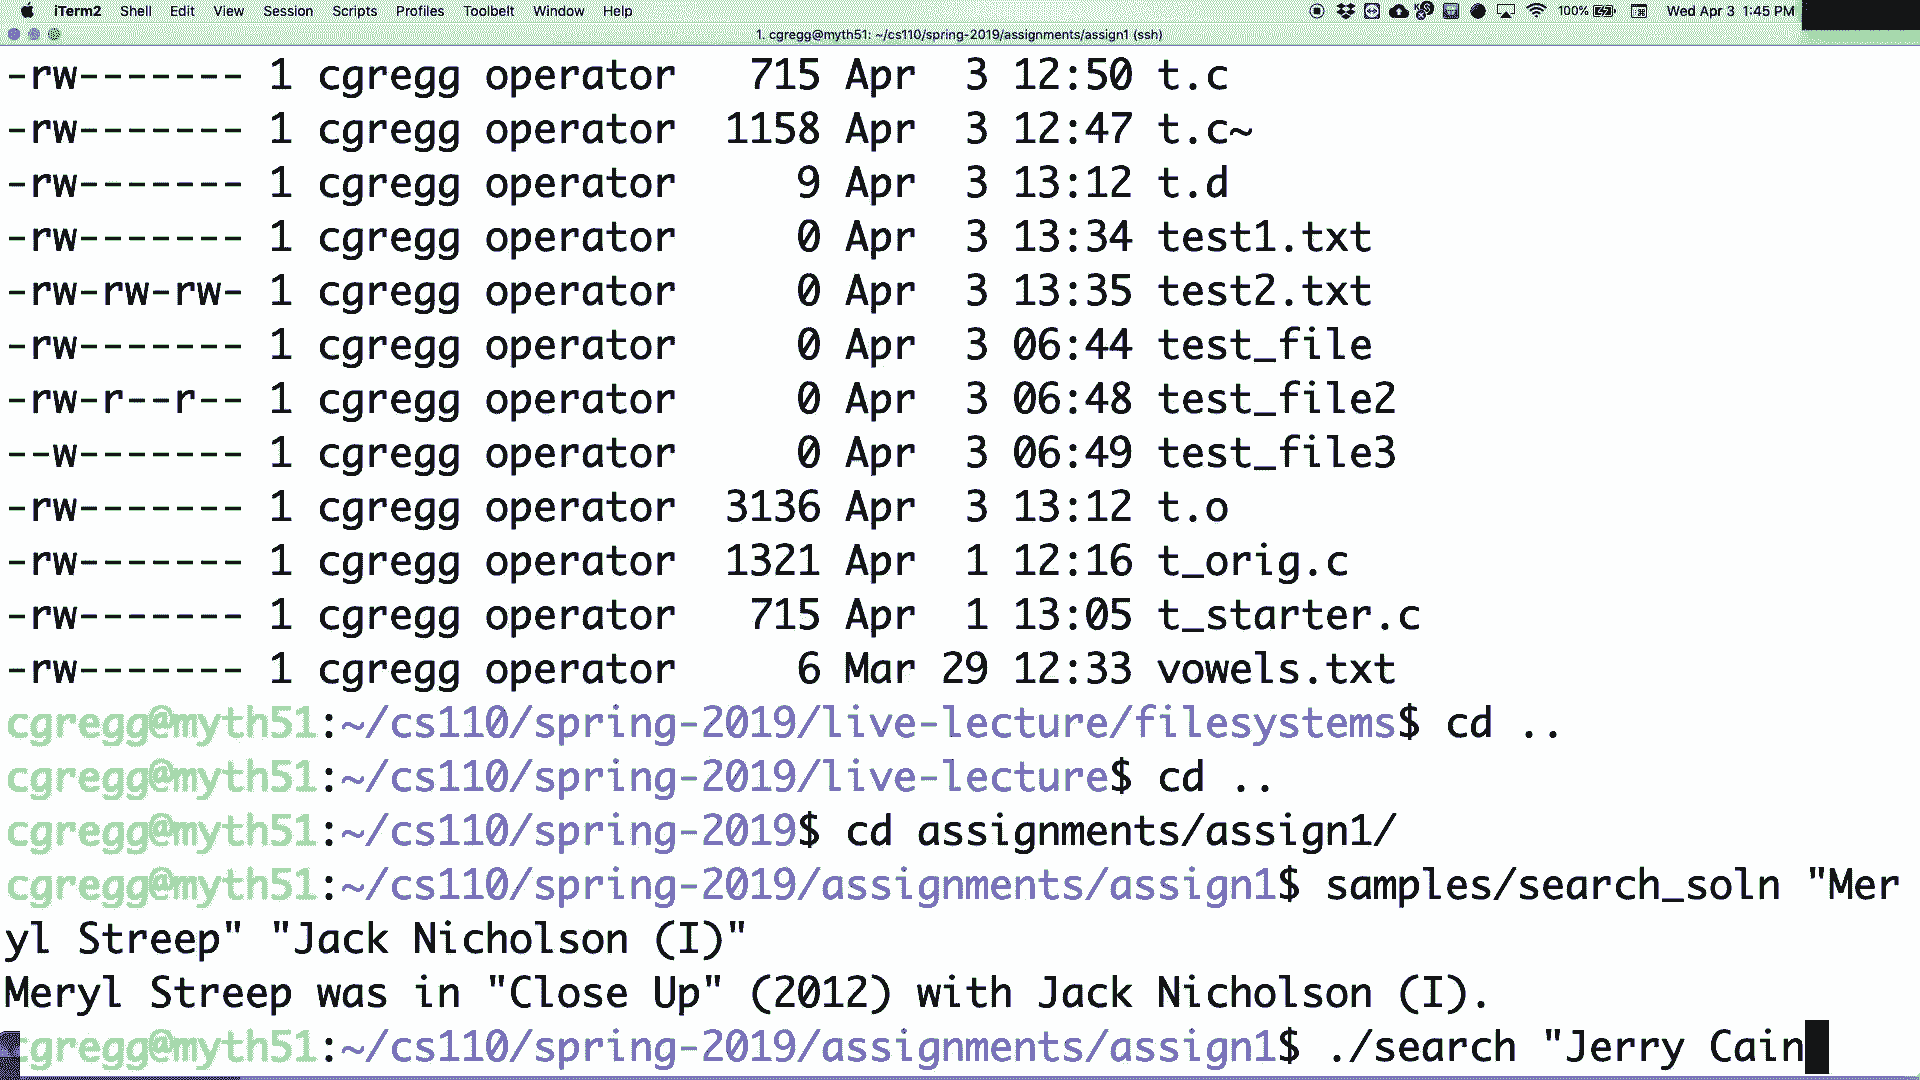 iTerm2 Shell Edit View Session Scripts Profiles Toolbelt Window Help 100% Wed Apr 3 1:45 PM
1. cgregg@myth51: ~/cs110/spring-2019/assignments/assign1 (ssh)
-rw------- 1 cgregg operator 715 Apr 3 12:50 t.c
-rw------- 1 cgregg operator 1158 Apr 3 12:47 t.c~
-rw------- 1 cgregg operator 9 Apr 3 13:12 t.d
-rw------- 1 cgregg operator 0 Apr 3 13:34 test1.txt
-rw-rw-rw- 1 cgregg operator 0 Apr 3 13:35 test2.txt
-rw------- 1 cgregg operator 0 Apr 3 06:44 test_file
-rw-r--r-- 1 cgregg operator 0 Apr 3 06:48 test_file2
--w------- 1 cgregg operator 0 Apr 3 06:49 test_file3
-rw------- 1 cgregg operator 3136 Apr 3 13:12 t.o
-rw------- 1 cgregg operator 1321 Apr 1 12:16 t_orig.c
-rw------- 1 cgregg operator 715 Apr 1 13:05 t_starter.c
-rw------- 1 cgregg operator 6 Mar 29 12:33 vowels.txt
cgregg@myth51:~/cs110/spring-2019/live-lecture/filesystems$ cd ..
cgregg@myth51:~/cs110/spring-2019/live-lecture$ cd ..
cgregg@myth51:~/cs110/spring-2019$ cd assignments/assign1/
cgregg@myth51:~/cs110/spring-2019/assignments/assign1$ samples/search_soln "Mer
yl Streep" "Jack Nicholson (I)"
Meryl Streep was in "Close Up" (2012) with Jack Nicholson (I).
cgregg@myth51:~/cs110/spring-2019/assignments/assign1$ ./search "Jerry Cain